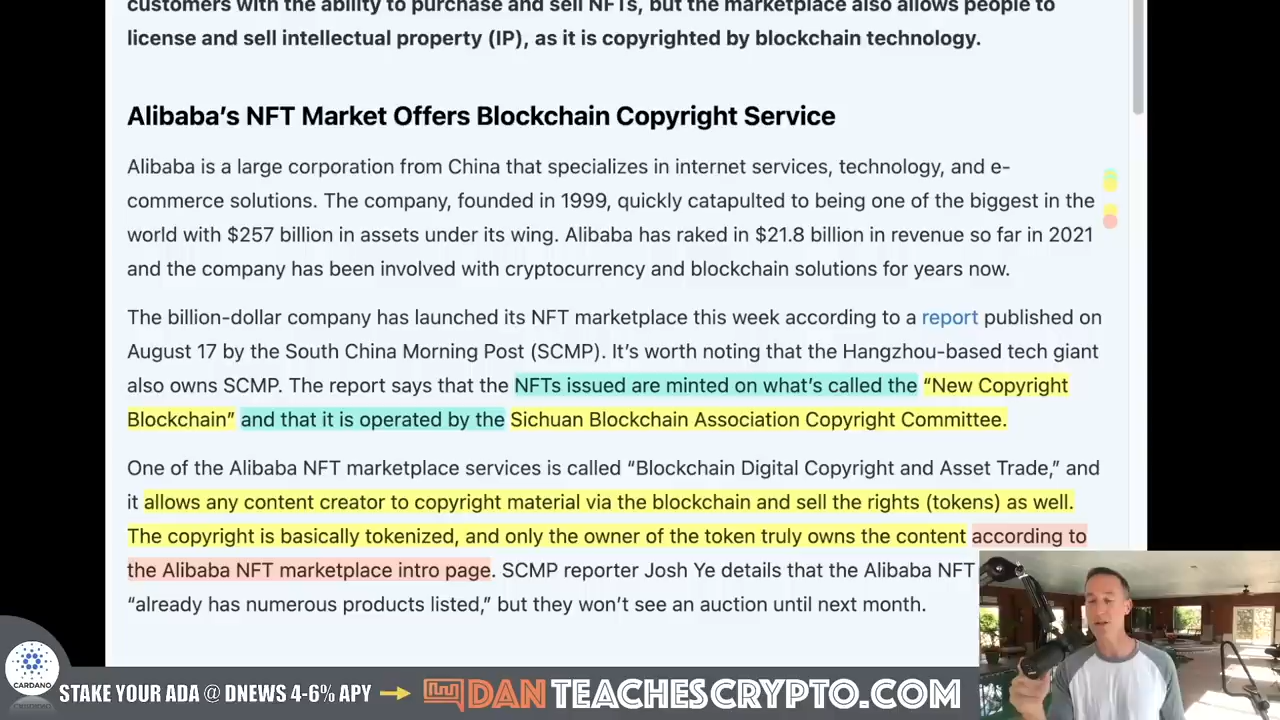 customers with the ability to purchase and sell NFTs, but the marketplace also allows people to
license and sell intellectual property (IP), as it is copyrighted by blockchain technology.
Alibaba’s NFT Market Offers Blockchain Copyright Service
Alibaba is a large corporation from China that specializes in internet services, technology, and e-
commerce solutions. The company, founded in 1999, quickly catapulted to being one of the biggest in the
world with $257 billion in assets under its wing. Alibaba has raked in $21.8 billion in revenue so far in 2021
and the company has been involved with cryptocurrency and blockchain solutions for years now.
The billion-dollar company has launched its NFT marketplace this week according to a report published on
August 17 by the South China Morning Post (SCMP). It’s worth noting that the Hangzhou-based tech giant
also owns SCMP. The report says that the NFTs issued are minted on what’s called the “New Copyright
Blockchain” and that it is operated by the Sichuan Blockchain Association Copyright Committee.
One of the Alibaba NFT marketplace services is called “Blockchain Digital Copyright and Asset Trade,” and
it allows any content creator to copyright material via the blockchain and sell the rights (tokens) as well.
The copyright is basically tokenized, and only the owner of the token truly owns the content according to
the Alibaba NFT marketplace intro page. SCMP reporter Josh Ye details that the Alibaba NFT
“already has numerous products listed,” but they won’t see an auction until next month.
CARDANO
STAKE YOUR ADA @ DNEWS 4-6% APY
DANTEACHESCRYPTO.COM